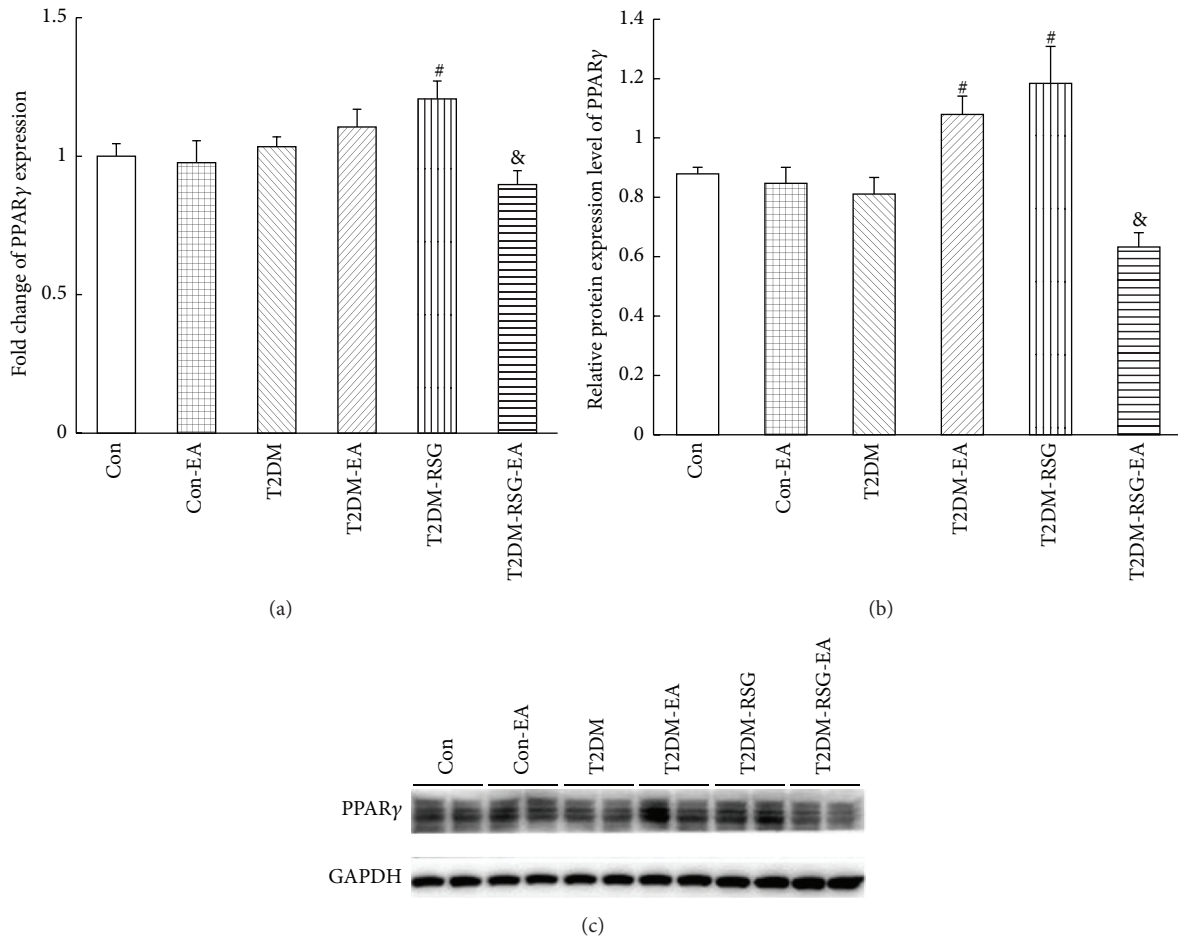 Fold change of PPARγ expression
1.5
1
0.5
0
#
&
Con
Con-EA
T2DM
T2DM-EA
T2DM-RSG
T2DM-RSG-EA
(a)
Relative protein expression level of PPARγ
1.4
1.2
1
0.8
0.6
0.4
0.2
0
#
#
&
Con
Con-EA
T2DM
T2DM-EA
T2DM-RSG
T2DM-RSG-EA
(b)
Con
Con-EA
T2DM
T2DM-EA
T2DM-RSG
T2DM-RSG-EA
PPARγ
GAPDH
(c)